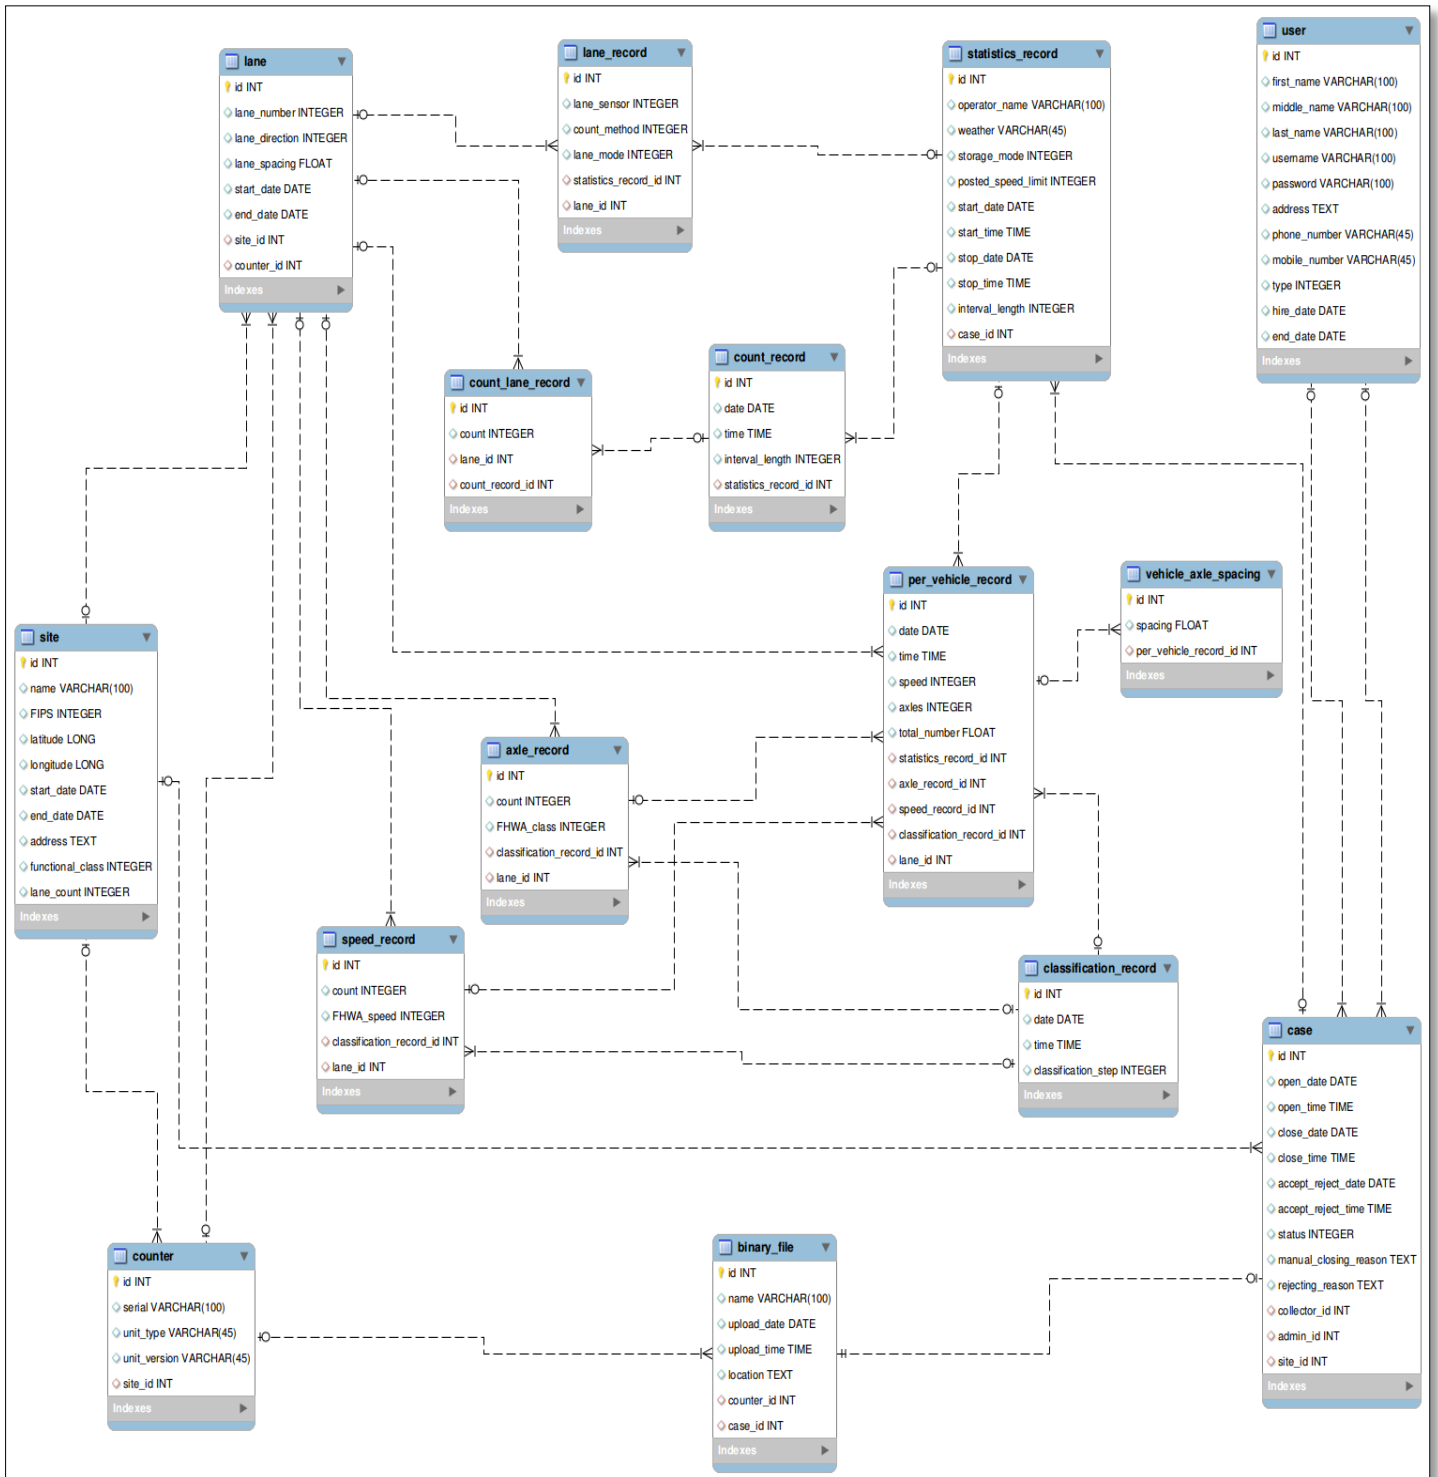 lane
id INT
lane_number INTEGER
lane_direction INTEGER
lane_spacing FLOAT
start_date DATE
end_date DATE
site_id INT
counter_id INT
Indexes
lane_record
id INT
lane_sensor INTEGER
count_method INTEGER
lane_mode INTEGER
statistics_record_id INT
lane_id INT
Indexes
statistics_record
id INT
operator_name VARCHAR(100)
weather VARCHAR(45)
storage_mode INTEGER
posted_speed_limit INTEGER
start_date DATE
start_time TIME
stop_date DATE
stop_time TIME
interval_length INTEGER
case_id INT
Indexes
user
id INT
first_name VARCHAR(100)
middle_name VARCHAR(100)
last_name VARCHAR(100)
username VARCHAR(100)
password VARCHAR(100)
address TEXT
phone_number VARCHAR(45)
mobile_number VARCHAR(45)
type INTEGER
hire_date DATE
end_date DATE
Indexes
count_lane_record
id INT
count INTEGER
lane_id INT
count_record_id INT
Indexes
count_record
id INT
date DATE
time TIME
interval_length INTEGER
statistics_record_id INT
Indexes
per_vehicle_record
id INT
date DATE
time TIME
speed INTEGER
axles INTEGER
total_number FLOAT
statistics_record_id INT
axle_record_id INT
speed_record_id INT
classification_record_id INT
lane_id INT
Indexes
vehicle_axle_spacing
id INT
spacing FLOAT
per_vehicle_record_id INT
Indexes
site
id INT
name VARCHAR(100)
FIPS INTEGER
latitude LONG
longitude LONG
start_date DATE
end_date DATE
address TEXT
functional_class INTEGER
lane_count INTEGER
Indexes
axle_record
id INT
count INTEGER
FHWA_class INTEGER
classification_record_id INT
lane_id INT
Indexes
speed_record
id INT
count INTEGER
FHWA_speed INTEGER
classification_record_id INT
lane_id INT
Indexes
classification_record
id INT
date DATE
time TIME
classification_step INTEGER
Indexes
case
id INT
open_date DATE
open_time TIME
close_date DATE
close_time TIME
accept_reject_date DATE
accept_reject_time TIME
status INTEGER
manual_closing_reason TEXT
rejecting_reason TEXT
collector_id INT
admin_id INT
site_id INT
Indexes
counter
id INT
serial VARCHAR(100)
unit_type VARCHAR(45)
unit_version VARCHAR(45)
site_id INT
Indexes
binary_file
id INT
name VARCHAR(100)
upload_date DATE
upload_time TIME
location TEXT
counter_id INT
case_id INT
Indexes